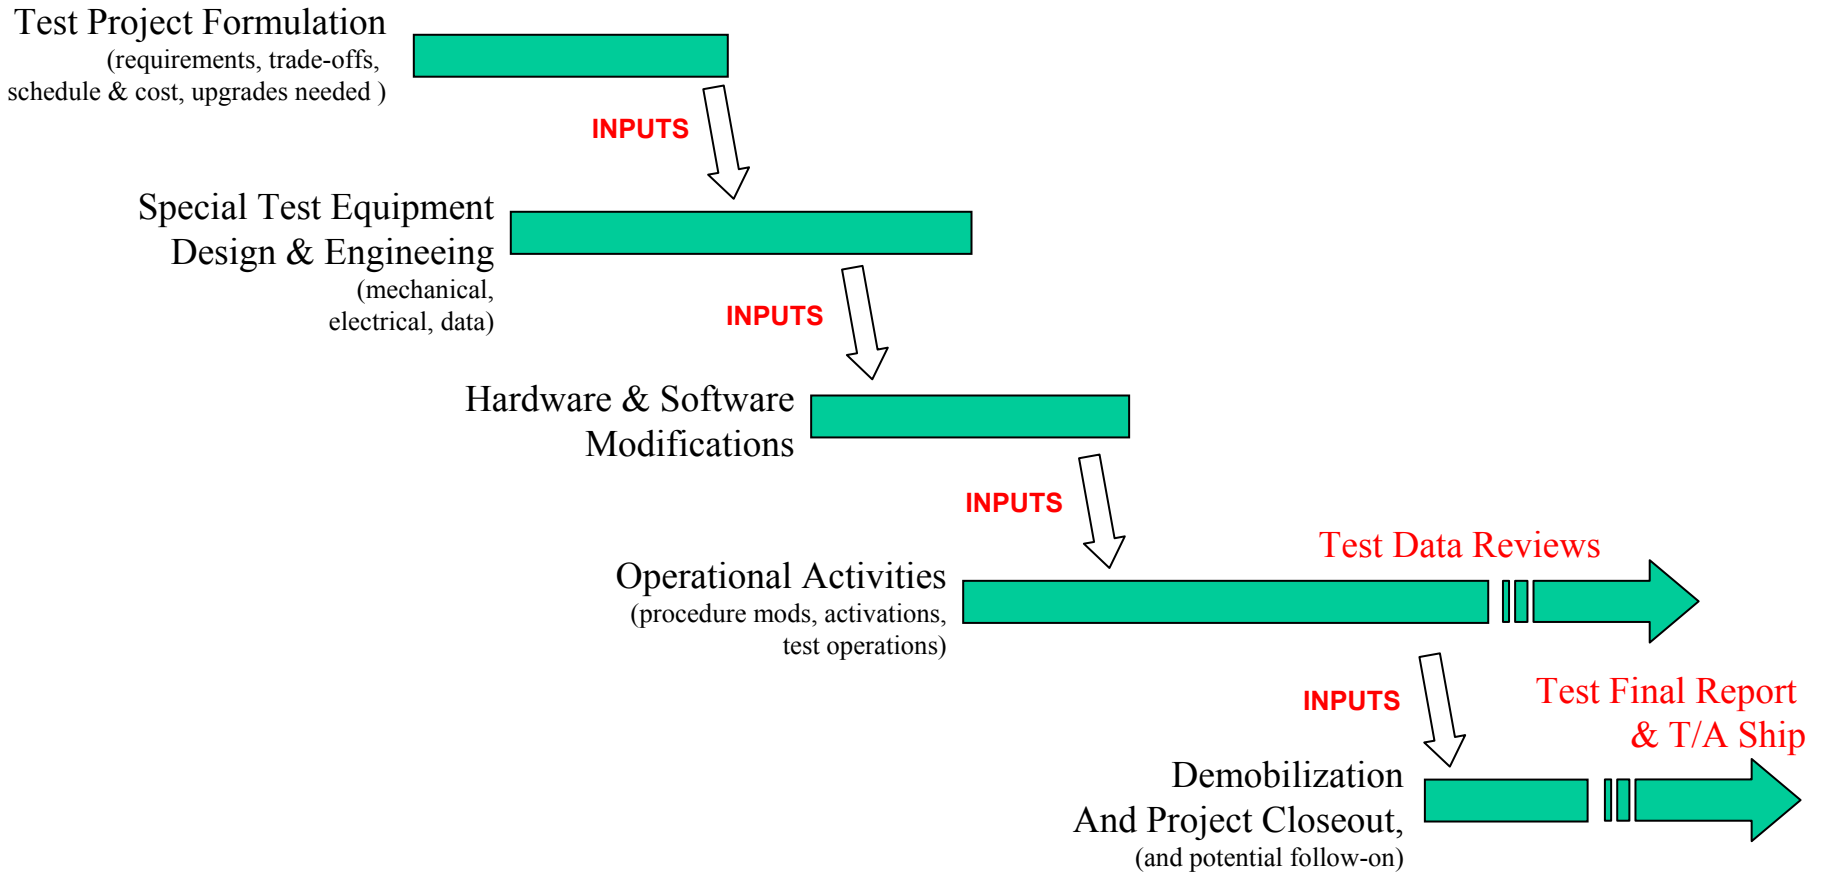 Test Project Formulation
(requirements, trade-offs,
schedule & cost, upgrades needed )
INPUTS
Special Test Equipment
Design & Engineeing
(mechanical,
electrical, data)
INPUTS
Hardware & Software
Modifications
INPUTS
Test Data Reviews
Operational Activities
(procedure mods, activations,
test operations)
INPUTS
Test Final Report
& T/A Ship
Demobilization
And Project Closeout,
(and potential follow-on)